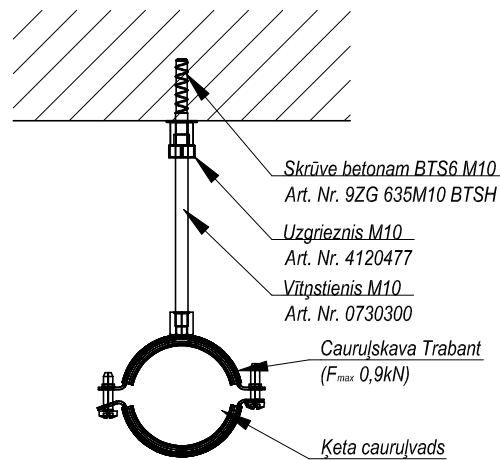 Skrūve betonam BTS6 M10
Art. Nr. 9ZG 635M10 BTSH
Uzgrieznis M10
Art. Nr. 4120477
Vītņstienis M10
Art. Nr. 0730300
Cauruļskava Trabant
(Fmax 0,9kN)
Ķeta cauruļvads